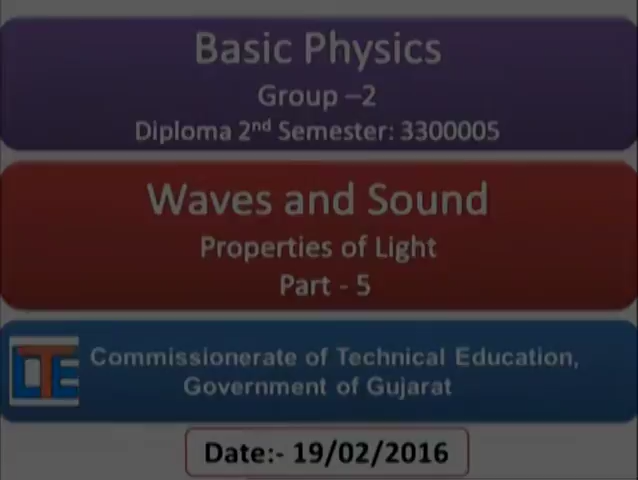 Basic Physics
Group –2
Diploma 2nd Semester: 3300005
Waves and Sound
Properties of Light
Part - 5
CTE
Commissionerate of Technical Education,
Government of Gujarat
Date:- 19/02/2016